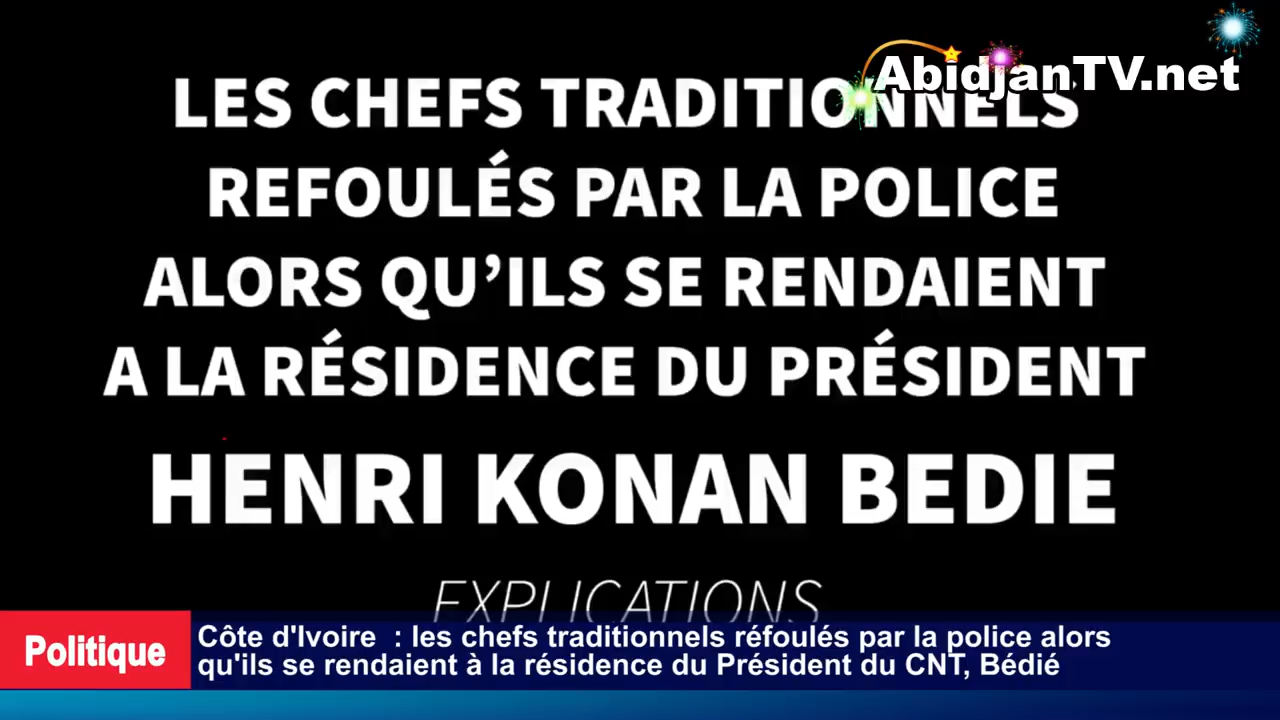 AbidjanTV.net
LES CHEFS TRADITIONNELS
REFOULÉS PAR LA POLICE
ALORS QU’ILS SE RENDAIENT
A LA RÉSIDENCE DU PRÉSIDENT
HENRI KONAN BEDIE
EXPLICATIONS
Politique
Côte d'Ivoire : les chefs traditionnels réfoulés par la police alors
qu'ils se rendaient à la résidence du Président du CNT, Bédié